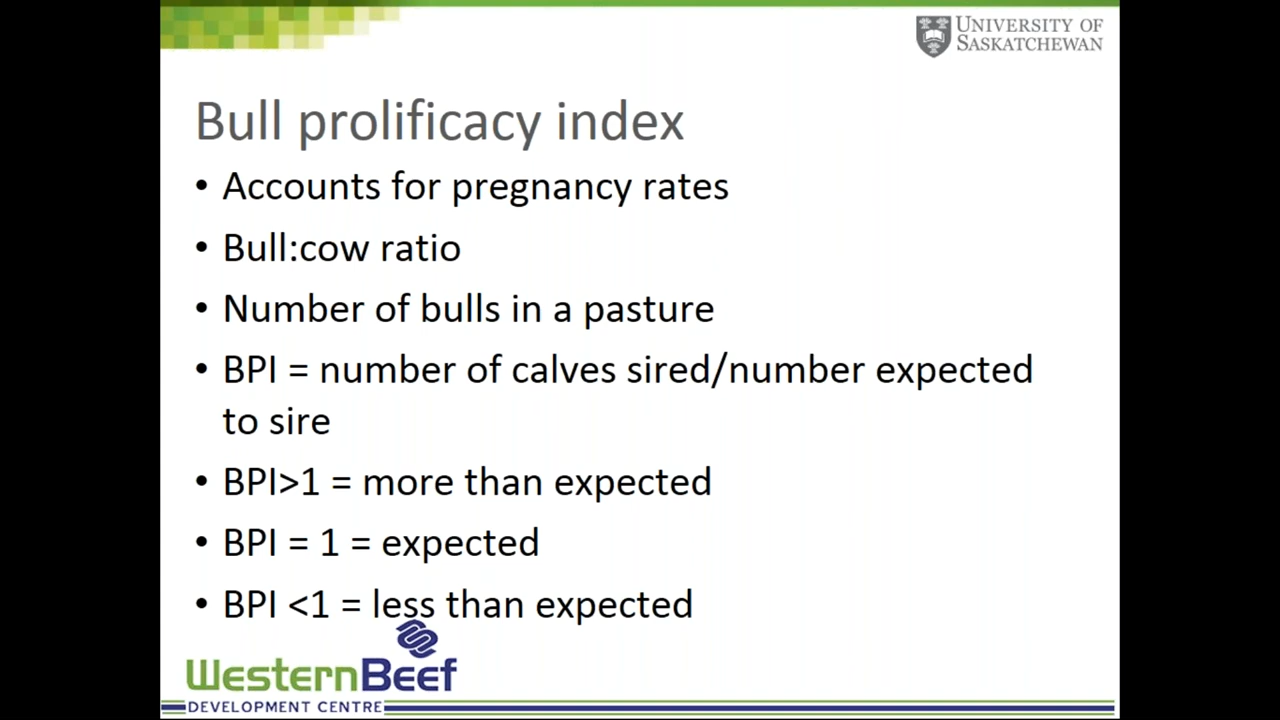 UNIVERSITY OF
SASKATCHEWAN
Bull prolificacy index
• Accounts for pregnancy rates
• Bull:cow ratio
• Number of bulls in a pasture
• BPI = number of calves sired/number expected
to sire
• BPI>1 = more than expected
• BPI = 1 = expected
• BPI <1 = less than expected
WesternBeef
DEVELOPMENT CENTRE